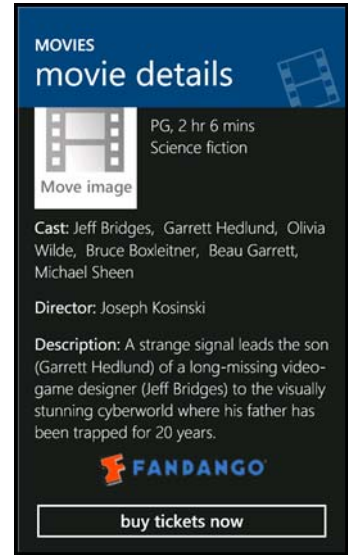 MOVIES
movie details
PG, 2 hr 6 mins
Science fiction
Move image
Cast: Jeff Bridges, Garrett Hedlund, Olivia
Wilde, Bruce Boxleitner, Beau Garrett,
Michael Sheen
Director: Joseph Kosinski
Description: A strange signal leads the son
(Garrett Hedlund) of a long-missing video-
game designer (Jeff Bridges) to the visually
stunning cyberworld where his father has
been trapped for 20 years.
FANDANGO
buy tickets now